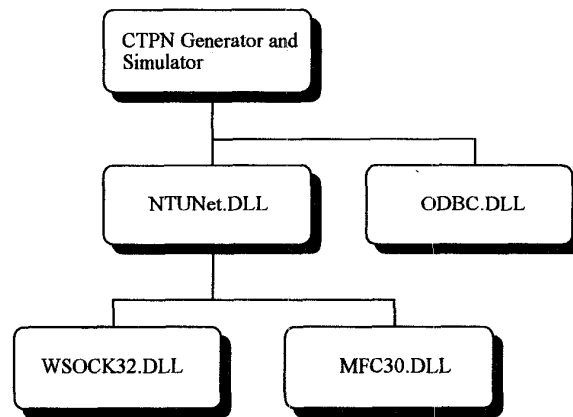 CTPN Generator and
Simulator
NTUNet.DLL
ODBC.DLL
WSOCK32.DLL
MFC30.DLL